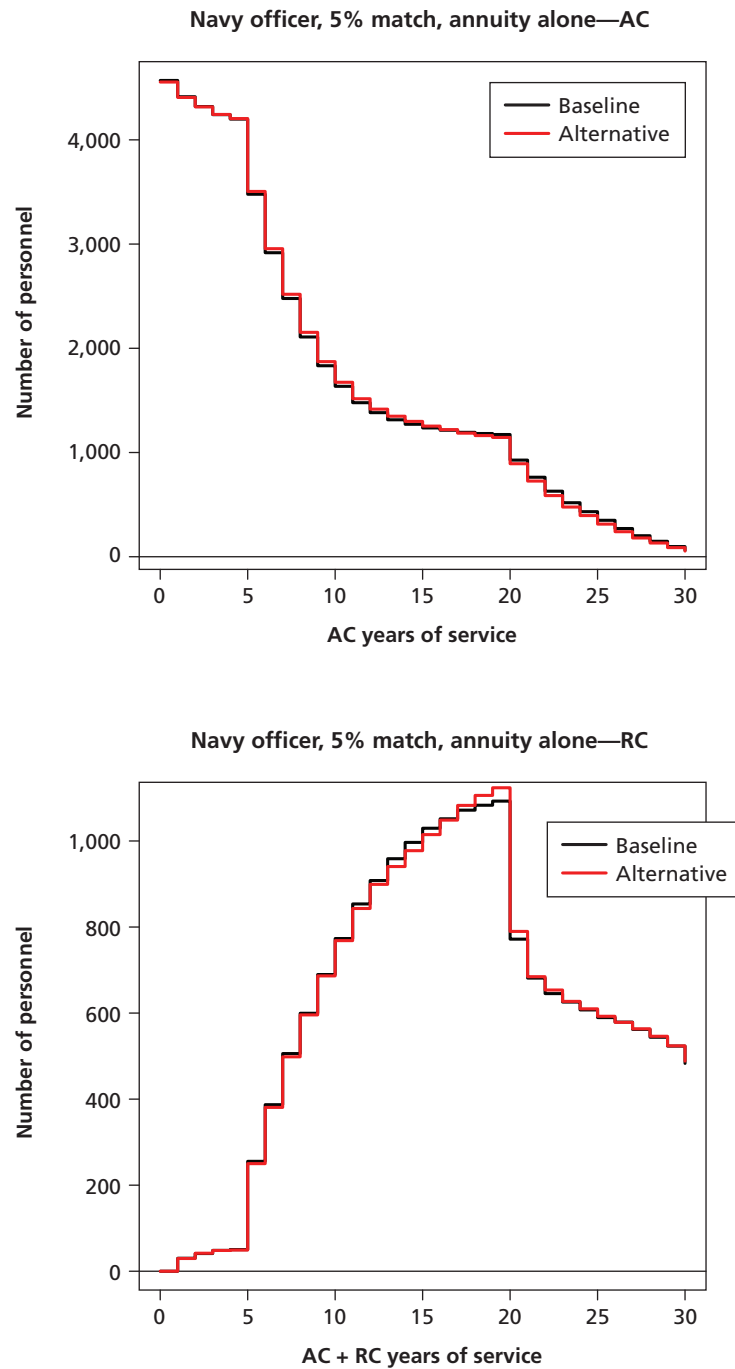 Navy officer, 5% match, annuity alone—AC
Baseline
Alternative
4,000
3,000
2,000
1,000
0
Number of personnel
0 5 10 15 20 25 30
AC years of service
Navy officer, 5% match, annuity alone—RC
Baseline
Alternative
1,000
800
600
400
200
0
Number of personnel
0 5 10 15 20 25 30
AC + RC years of service